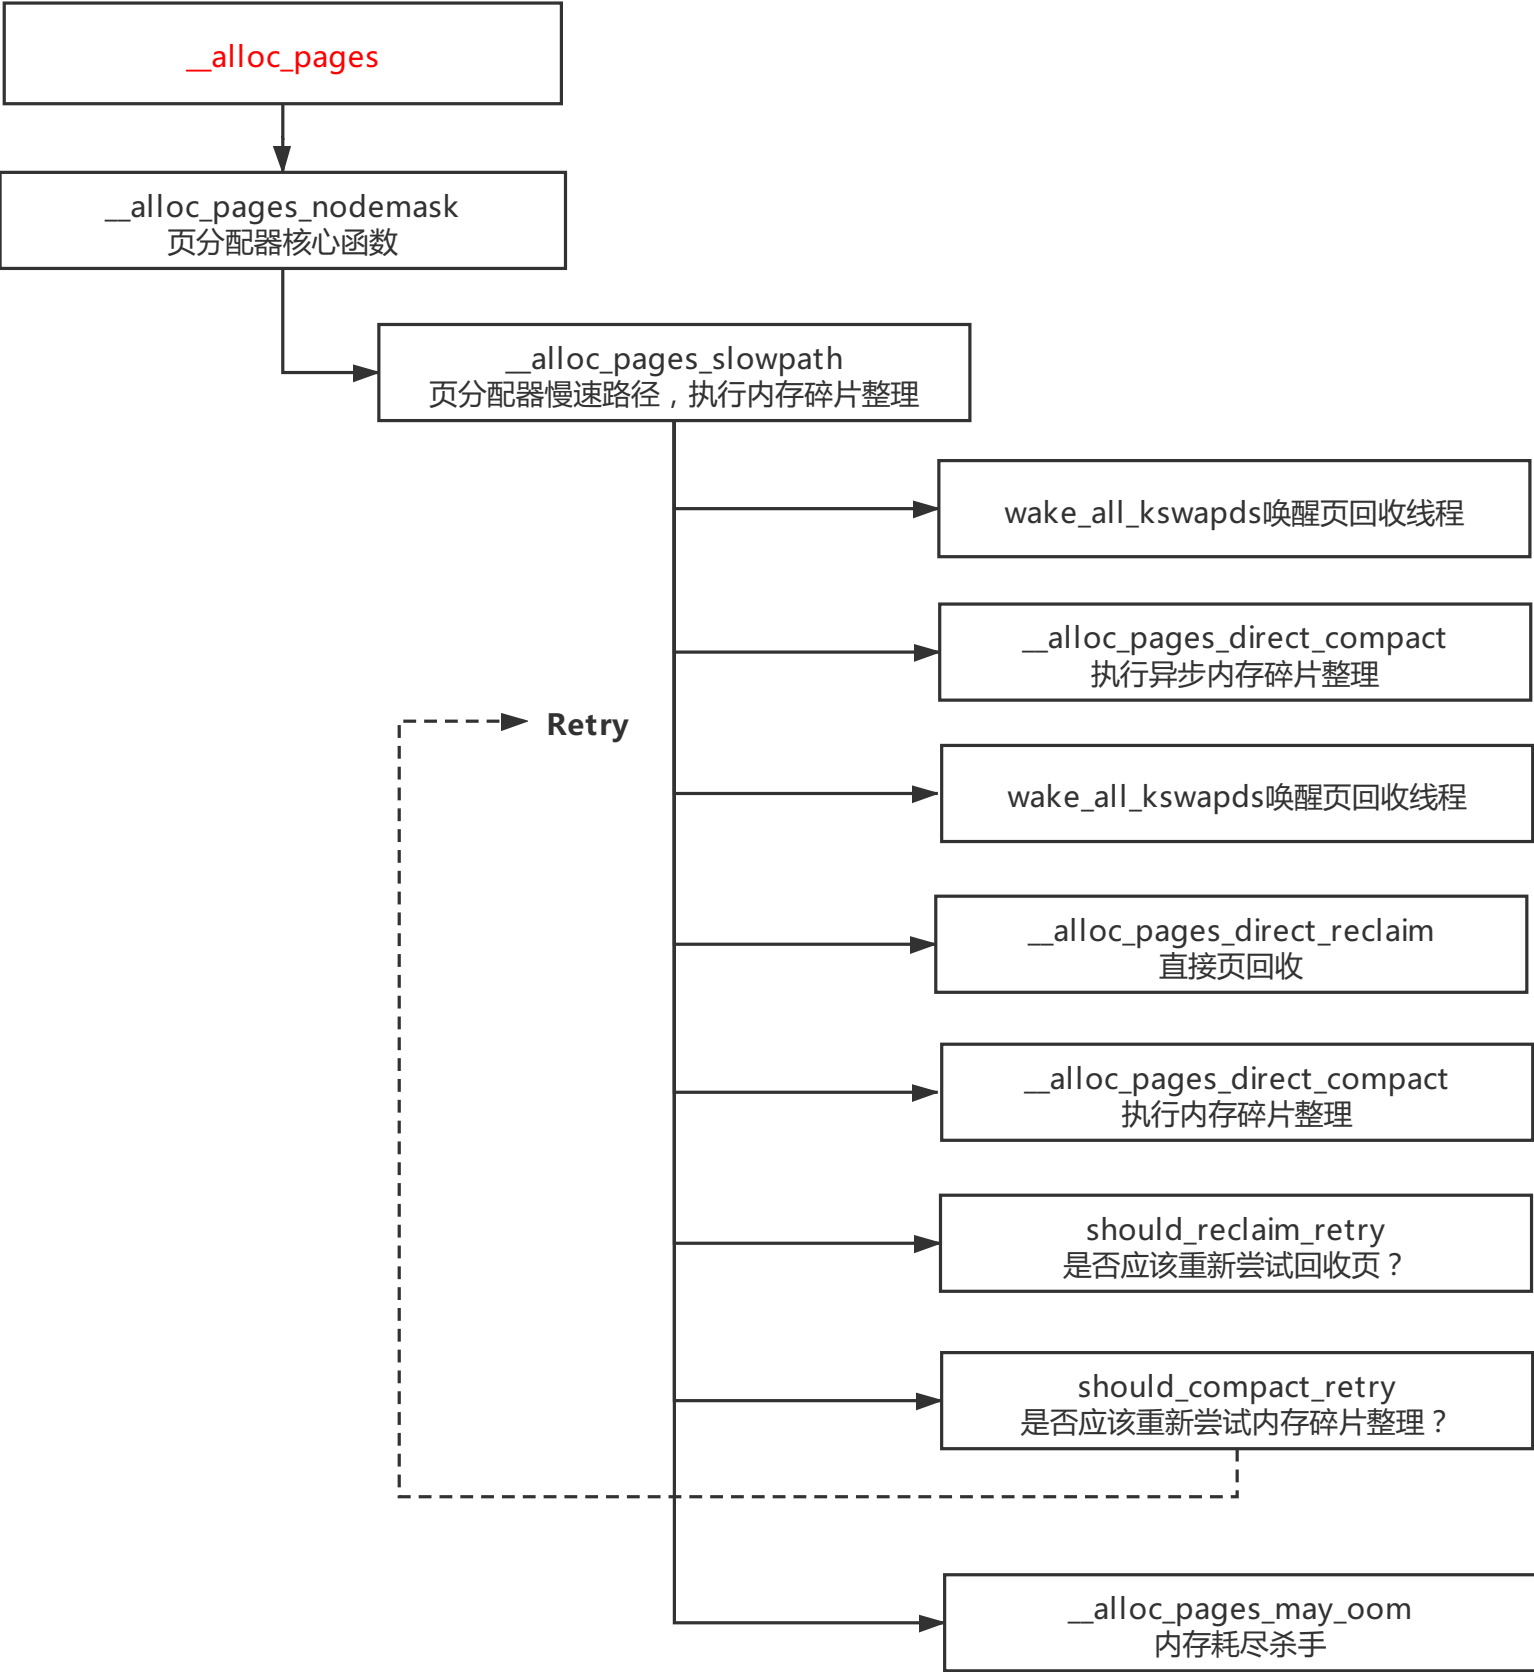 __alloc_pages
__alloc_pages_nodemask
页分配器核心函数
__alloc_pages_slowpath
页分配器慢速路径，执行内存碎片整理
wake_all_kswapds唤醒页回收线程
__alloc_pages_direct_compact
执行异步内存碎片整理
Retry
wake_all_kswapds唤醒页回收线程
__alloc_pages_direct_reclaim
直接页回收
__alloc_pages_direct_compact
执行内存碎片整理
should_reclaim_retry
是否应该重新尝试回收页？
should_compact_retry
是否应该重新尝试内存碎片整理？
__alloc_pages_may_oom
内存耗尽杀手